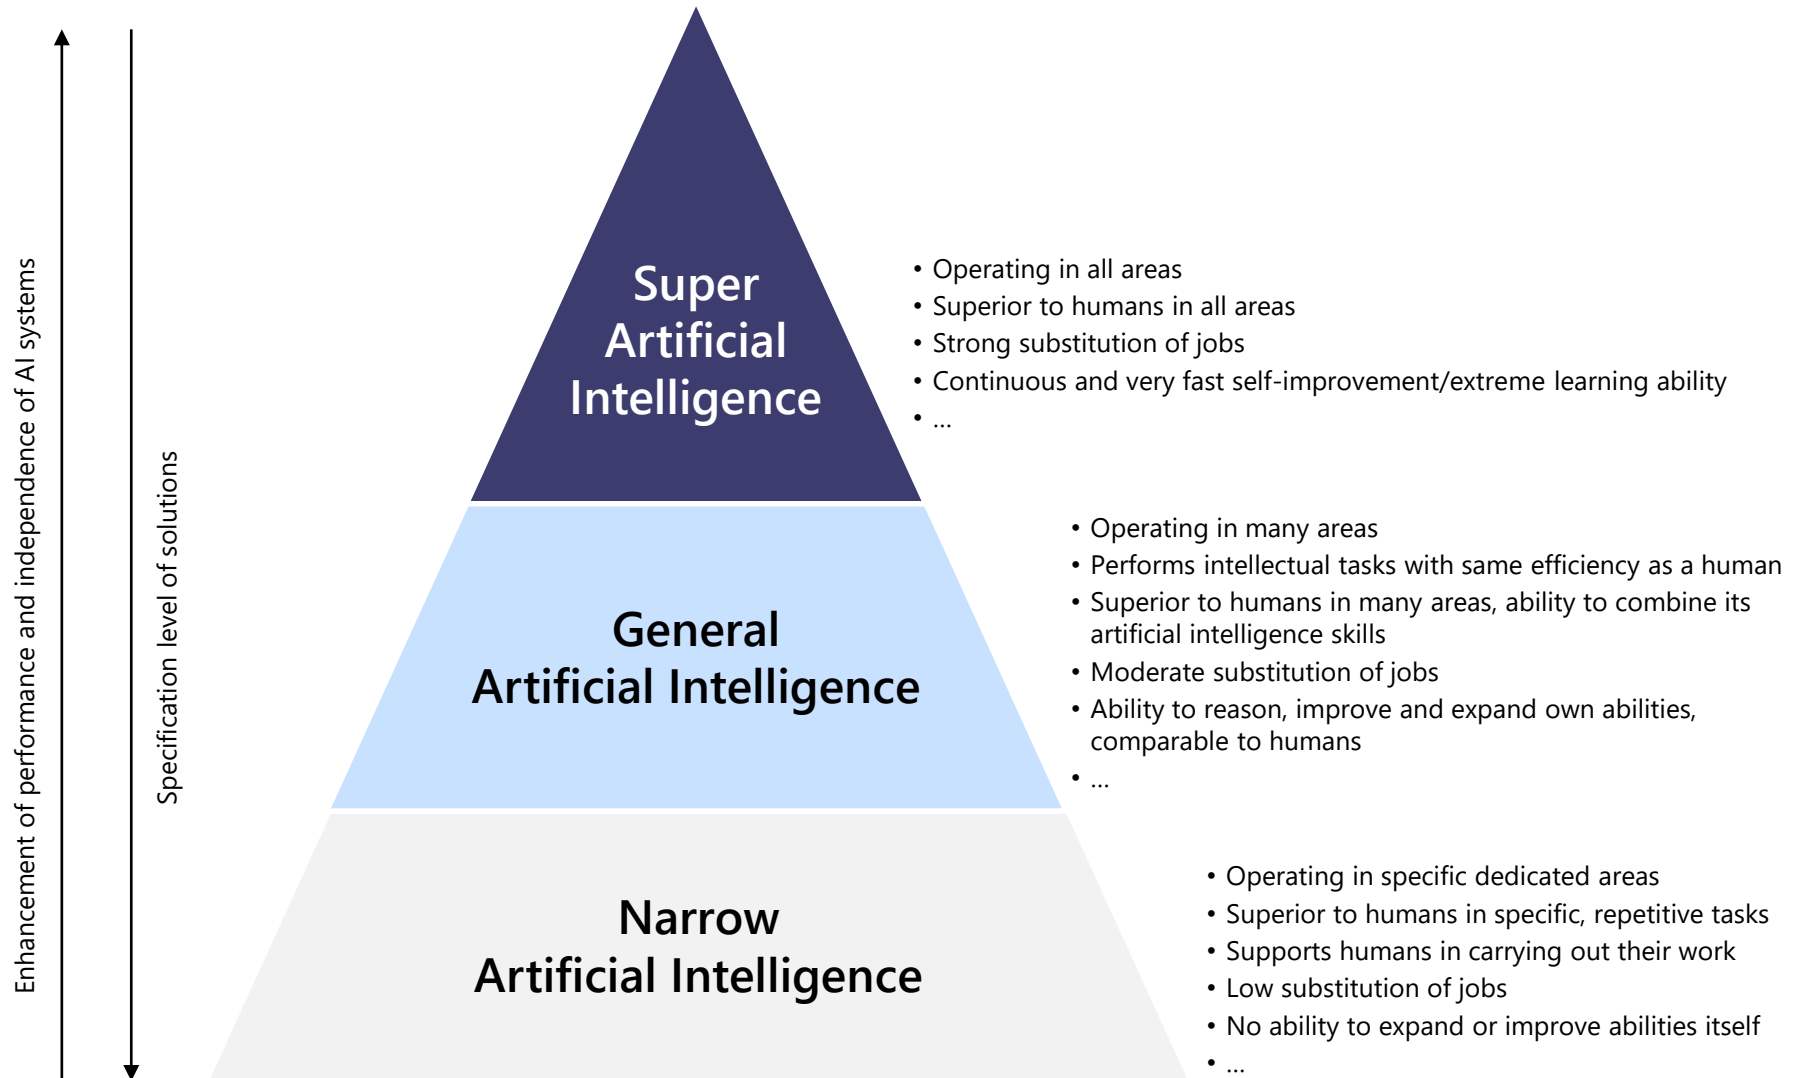 Enhancement of performance and independence of AI systems
Specification level of solutions
Super
Artificial
Intelligence
• Operating in all areas
• Superior to humans in all areas
• Strong substitution of jobs
• Continuous and very fast self-improvement/extreme learning ability
• ...
General
Artificial Intelligence
• Operating in many areas
• Performs intellectual tasks with same efficiency as a human
• Superior to humans in many areas, ability to combine its
artificial intelligence skills
• Moderate substitution of jobs
• Ability to reason, improve and expand own abilities,
comparable to humans
• ...
Narrow
Artificial Intelligence
• Operating in specific dedicated areas
• Superior to humans in specific, repetitive tasks
• Supports humans in carrying out their work
• Low substitution of jobs
• No ability to expand or improve abilities itself
• ...